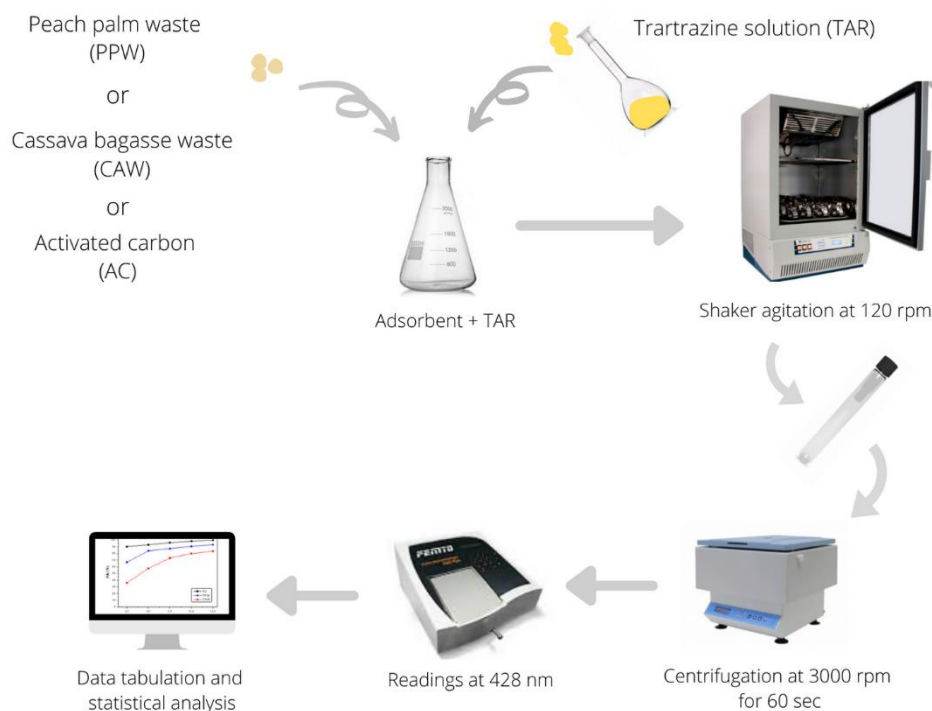 Peach palm waste
(PPW)
or
Cassava bagasse waste
(CAW)
or
Activated carbon
(AC)
Trartrazine solution (TAR)
Adsorbent + TAR
Shaker agitation at 120 rpm
Centrifugation at 3000 rpm
for 60 sec
FEMTO
Readings at 428 nm
Data tabulation and
statistical analysis